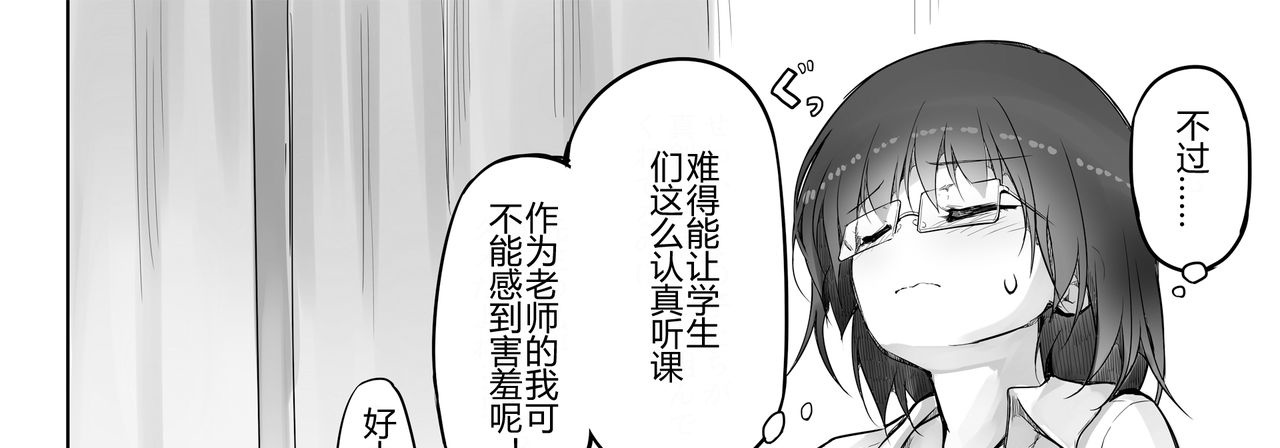 不过……
难得能让学生
们这么认真听课
作为老师的我可
不能感到害羞呢
好